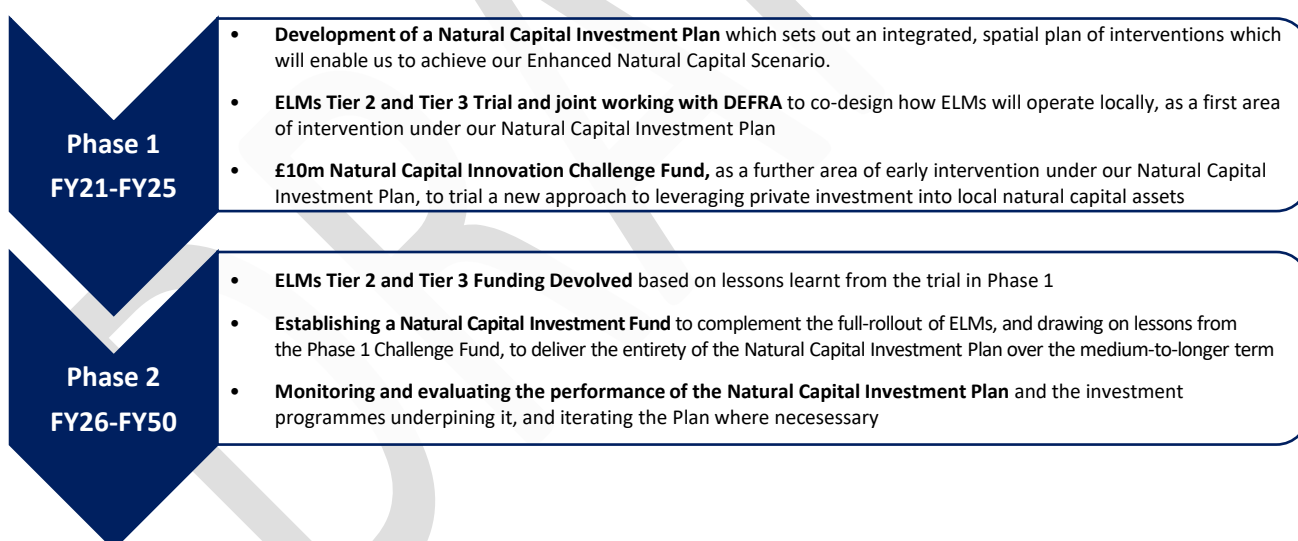 Phase 1
FY21-FY25
• Development of a Natural Capital Investment Plan which sets out an integrated, spatial plan of interventions which
will enable us to achieve our Enhanced Natural Capital Scenario.
• ELMs Tier 2 and Tier 3 Trial and joint working with DEFRA to co-design how ELMs will operate locally, as a first area
of intervention under our Natural Capital Investment Plan
• £10m Natural Capital Innovation Challenge Fund, as a further area of early intervention under our Natural Capital
Investment Plan, to trial a new approach to leveraging private investment into local natural capital assets
Phase 2
FY26-FY50
• ELMs Tier 2 and Tier 3 Funding Devolved based on lessons learnt from the trial in Phase 1
• Establishing a Natural Capital Investment Fund to complement the full-rollout of ELMs, and drawing on lessons from
the Phase 1 Challenge Fund, to deliver the entirety of the Natural Capital Investment Plan over the medium-to-longer term
• Monitoring and evaluating the performance of the Natural Capital Investment Plan and the investment
programmes underpining it, and iterating the Plan where necesessary